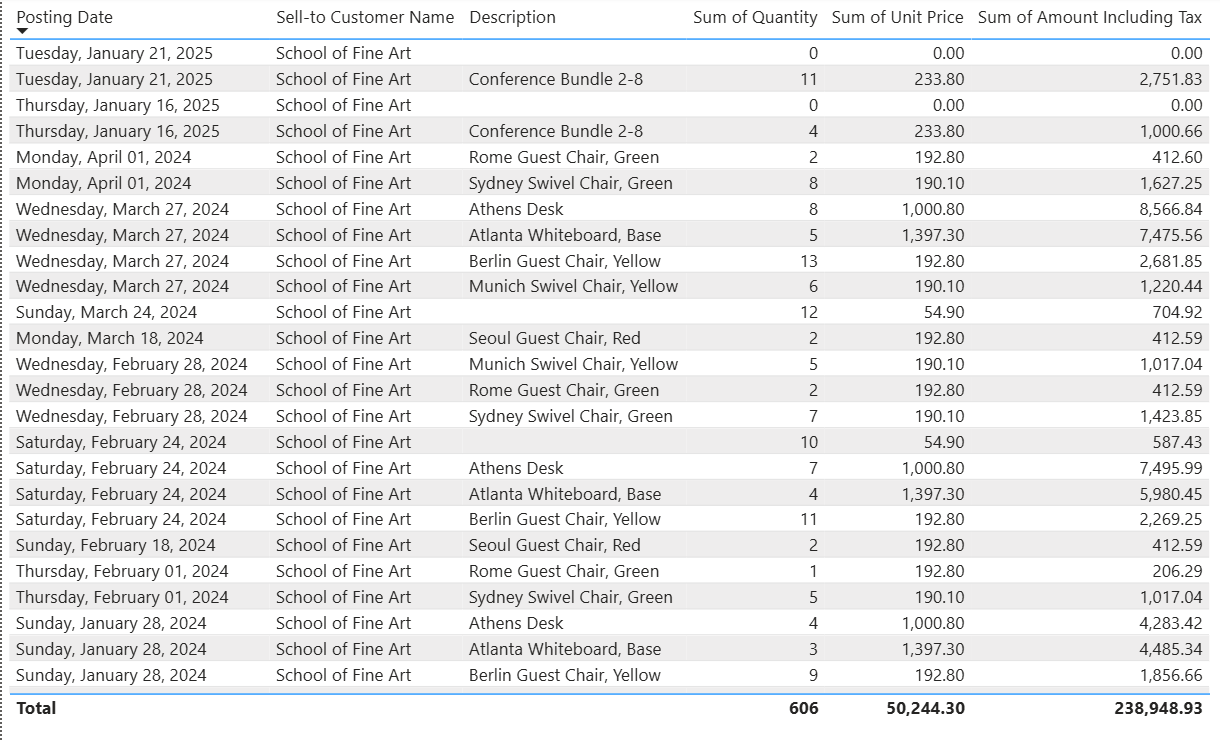 Posting Date Sell-to Customer Name Description Sum of Quantity Sum of Unit Price Sum of Amount Including Tax
Tuesday, January 21, 2025 School of Fine Art 0 0.00 0.00
Tuesday, January 21, 2025 School of Fine Art Conference Bundle 2-8 11 233.80 2,751.83
Thursday, January 16, 2025 School of Fine Art 0 0.00 0.00
Thursday, January 16, 2025 School of Fine Art Conference Bundle 2-8 4 233.80 1,000.66
Monday, April 01, 2024 School of Fine Art Rome Guest Chair, Green 2 192.80 412.60
Monday, April 01, 2024 School of Fine Art Sydney Swivel Chair, Green 8 190.10 1,627.25
Wednesday, March 27, 2024 School of Fine Art Athens Desk 8 1,000.80 8,566.84
Wednesday, March 27, 2024 School of Fine Art Atlanta Whiteboard, Base 5 1,397.30 7,475.56
Wednesday, March 27, 2024 School of Fine Art Berlin Guest Chair, Yellow 13 192.80 2,681.85
Wednesday, March 27, 2024 School of Fine Art Munich Swivel Chair, Yellow 6 190.10 1,220.44
Sunday, March 24, 2024 School of Fine Art 12 54.90 704.92
Monday, March 18, 2024 School of Fine Art Seoul Guest Chair, Red 2 192.80 412.59
Wednesday, February 28, 2024 School of Fine Art Munich Swivel Chair, Yellow 5 190.10 1,017.04
Wednesday, February 28, 2024 School of Fine Art Rome Guest Chair, Green 2 192.80 412.59
Wednesday, February 28, 2024 School of Fine Art Sydney Swivel Chair, Green 7 190.10 1,423.85
Saturday, February 24, 2024 School of Fine Art 10 54.90 587.43
Saturday, February 24, 2024 School of Fine Art Athens Desk 7 1,000.80 7,495.99
Saturday, February 24, 2024 School of Fine Art Atlanta Whiteboard, Base 4 1,397.30 5,980.45
Saturday, February 24, 2024 School of Fine Art Berlin Guest Chair, Yellow 11 192.80 2,269.25
Sunday, February 18, 2024 School of Fine Art Seoul Guest Chair, Red 2 192.80 412.59
Thursday, February 01, 2024 School of Fine Art Rome Guest Chair, Green 1 192.80 206.29
Thursday, February 01, 2024 School of Fine Art Sydney Swivel Chair, Green 5 190.10 1,017.04
Sunday, January 28, 2024 School of Fine Art Athens Desk 4 1,000.80 4,283.42
Sunday, January 28, 2024 School of Fine Art Atlanta Whiteboard, Base 3 1,397.30 4,485.34
Sunday, January 28, 2024 School of Fine Art Berlin Guest Chair, Yellow 9 192.80 1,856.66
Total 606 50,244.30 238,948.93